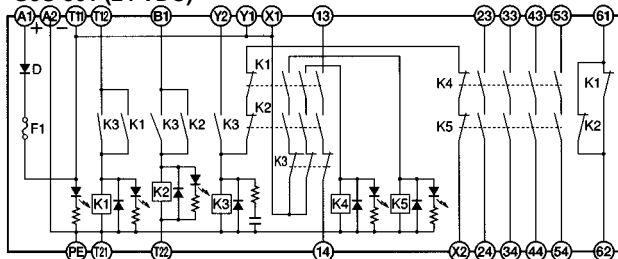 A1 A2 T11 T12 B1 Y2 Y1 X1 13 23 33 43 53 61
+ −
D
F1
K3 K1 K3 K2 K3
K1
K2
K3
K4
K5
K1
K2
K1 K2 K3 K4 K5
PE T21 T22 14 X2 24 34 44 54 62